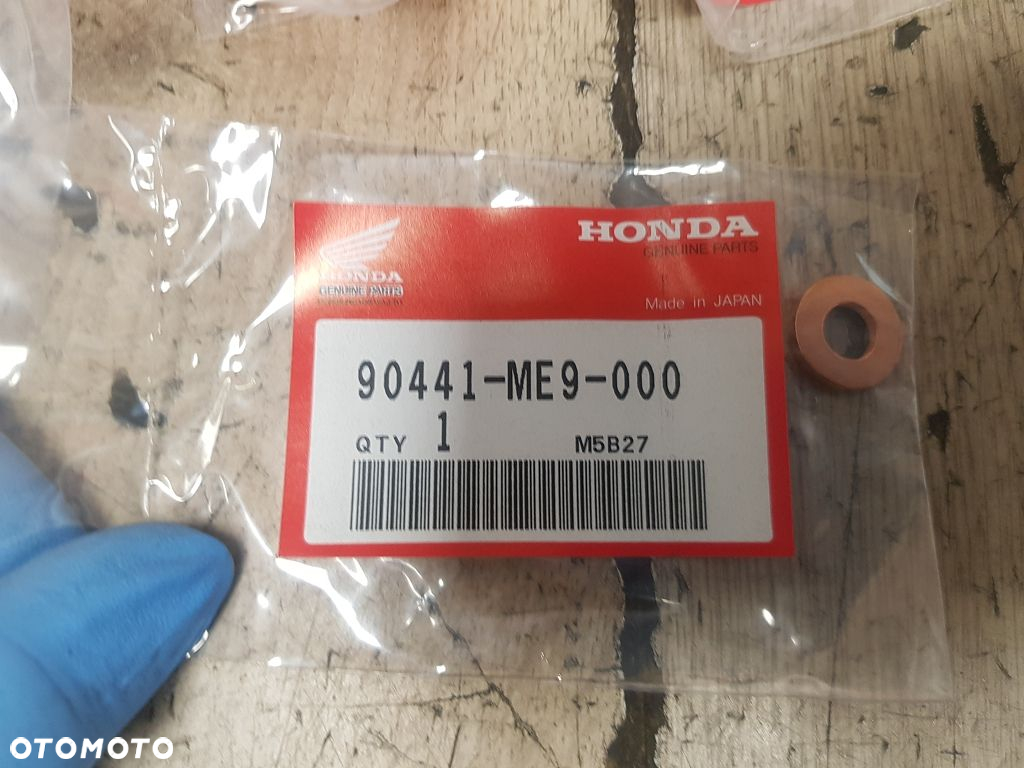 HONDA
GENUINE PARTS
HONDA
GENUINE PARTS
Made in JAPAN
90441-ME9-000
QTY 1 M5B27
OTOMOTO